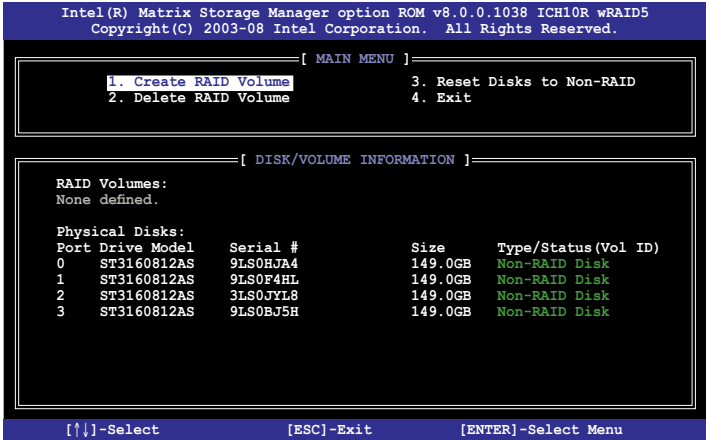 Intel(R) Matrix Storage Manager option ROM v8.0.0.1038 ICH10R wRAID5
Copyright(C) 2003-08 Intel Corporation. All Rights Reserved.
[ MAIN MENU ]
1. Create RAID Volume 3. Reset Disks to Non-RAID
2. Delete RAID Volume 4. Exit
[ DISK/VOLUME INFORMATION ]
RAID Volumes:
None defined.
Physical Disks:
Port Drive Model Serial # Size Type/Status(Vol ID)
0 ST3160812AS 9LS0HJA4 149.0GB Non-RAID Disk
1 ST3160812AS 9LS0F4HL 149.0GB Non-RAID Disk
2 ST3160812AS 3LS0JYL8 149.0GB Non-RAID Disk
3 ST3160812AS 9LS0BJ5H 149.0GB Non-RAID Disk
[↑↓]-Select [ESC]-Exit [ENTER]-Select Menu